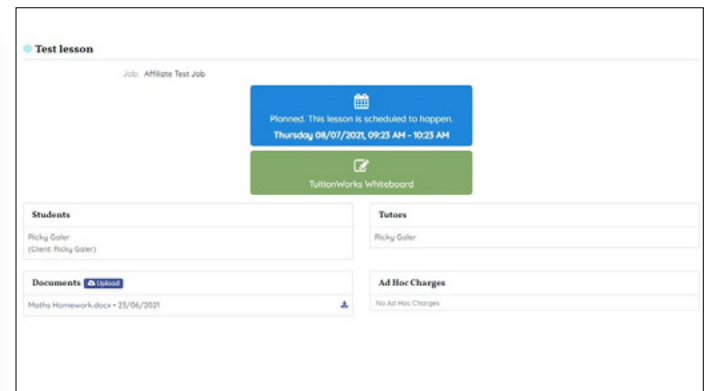 Test lesson
Job: Affiliate Test Job
Planned. This lesson is scheduled to happen.
Thursday 08/07/2021, 09:23 AM - 10:23 AM
TuitionWorks Whiteboard
Students
Ricky Galer
(Client: Ricky Galer)
Tutors
Ricky Galer
Documents Upload
Maths Homework.docx • 23/06/2021
Ad Hoc Charges
No Ad Hoc Charges